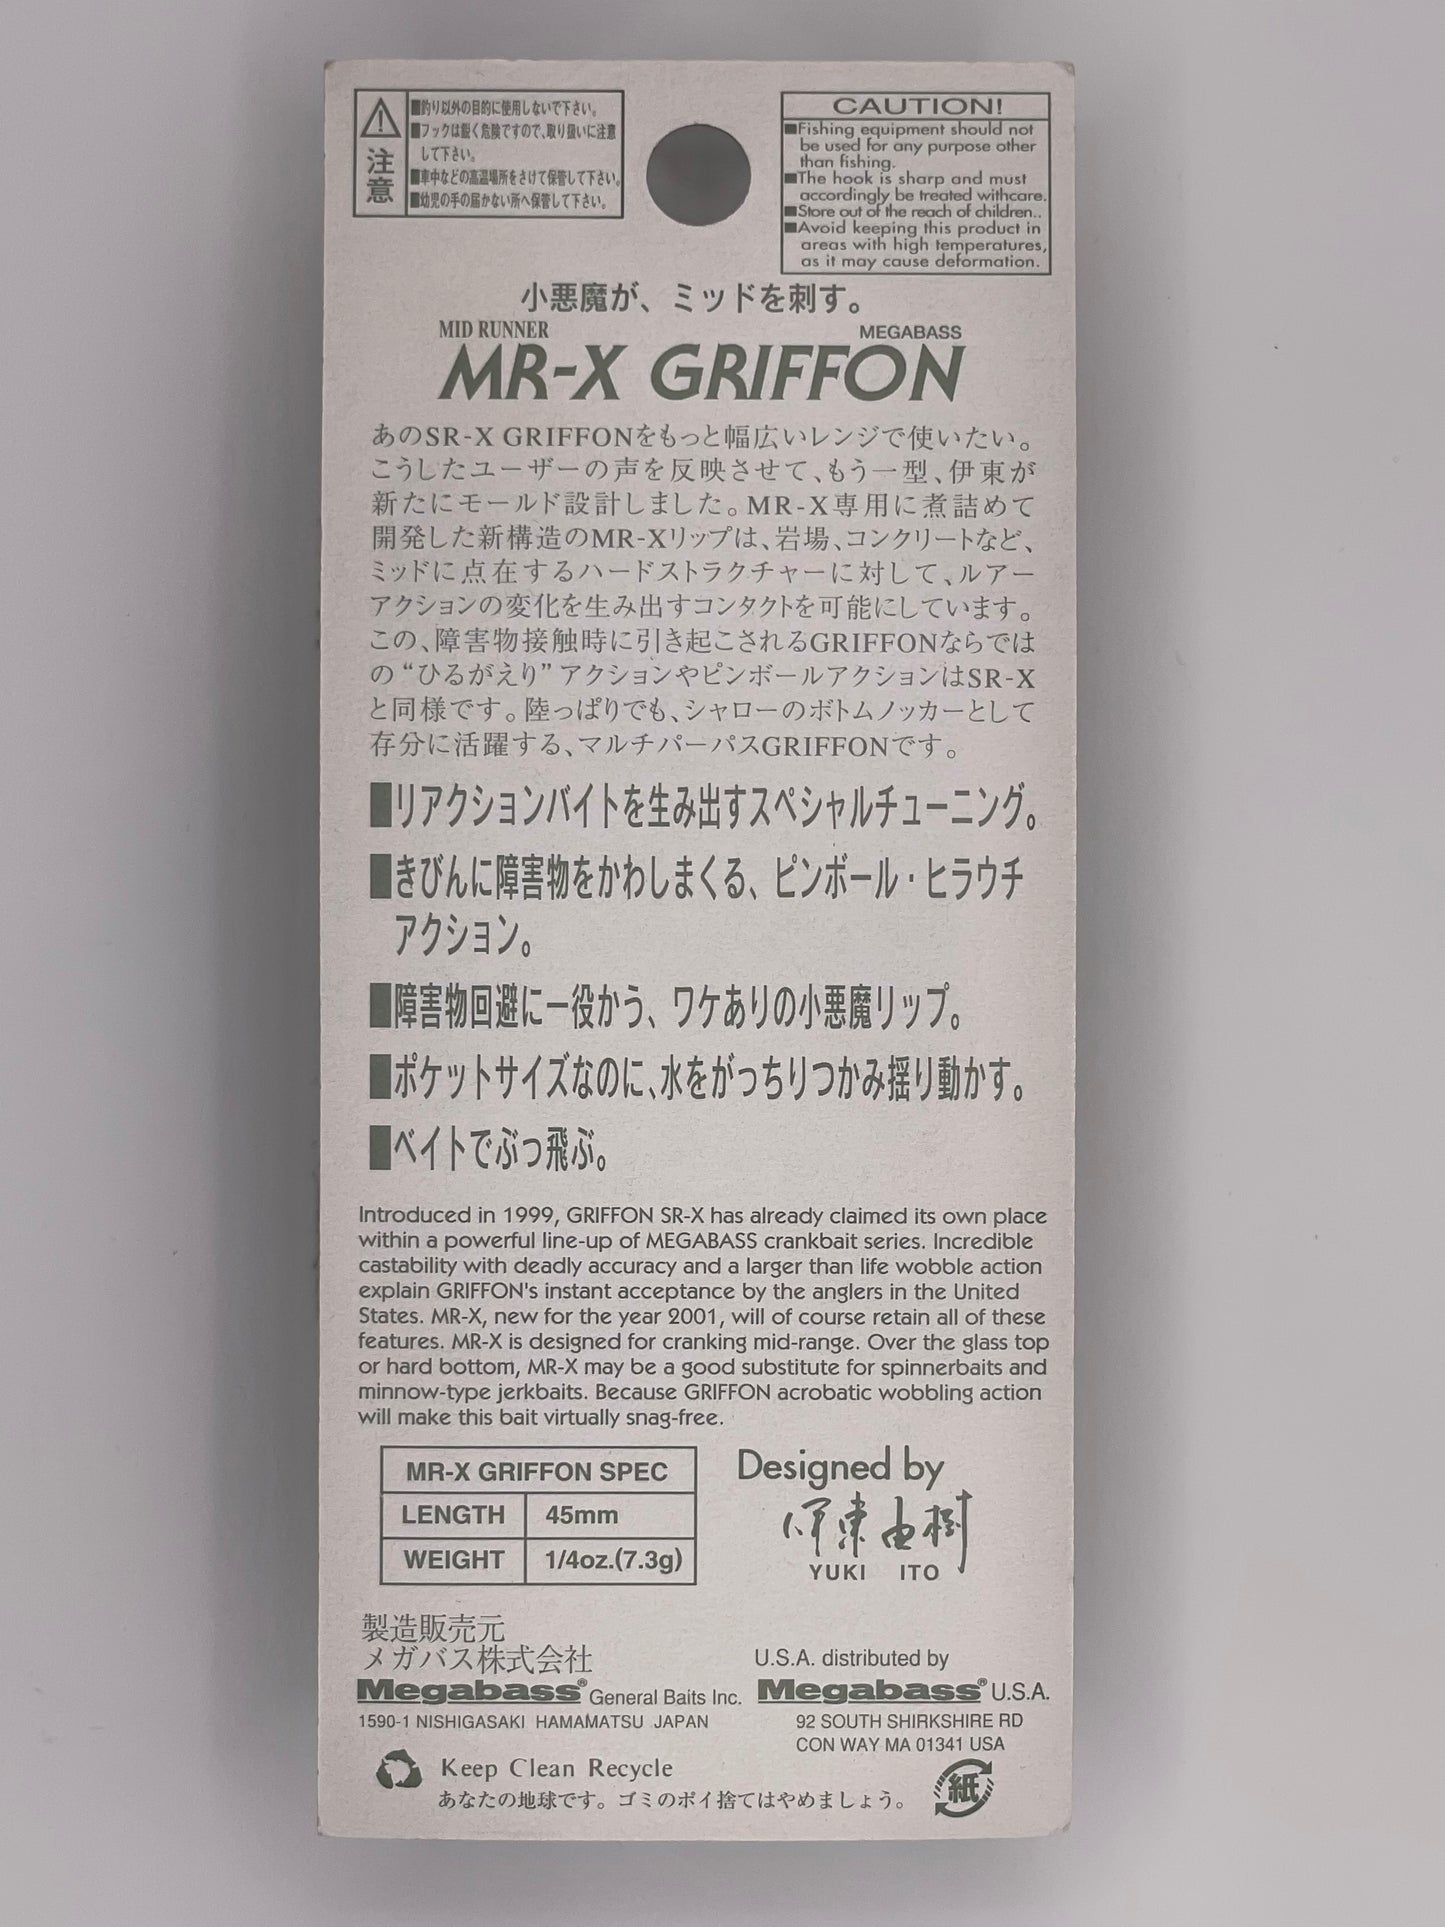 注意
■釣り以外の目的に使用しないで下さい。
■フックは鋭く危険ですので、取り扱いに注意
して下さい。
■車中などの高温場所をさけて保管して下さい。
■幼児の手の届かない所へ保管して下さい。
CAUTION!
■Fishing equipment should not
be used for any purpose other
than fishing.
■The hook is sharp and must
accordingly be treated withcare.
■Store out of the reach of children..
■Avoid keeping this product in
areas with high temperatures,
as it may cause deformation.
小悪魔が、ミッドを刺す。
MID RUNNER MEGABASS
MR-X GRIFFON
あのSR-X GRIFFONをもっと幅広いレンジで使いたい。
こうしたユーザーの声を反映させて、もう一型、伊東が
新たにモールド設計しました。MR-X専用に煮詰めて
開発した新構造のMR-Xリップは、岩場、コンクリートなど、
ミッドに点在するハードストラクチャーに対して、ルアー
アクションの変化を生み出すコンタクトを可能にしています。
この、障害物接触時に引き起こされるGRIFFONならでは
の“ひるがえり”アクションやピンボールアクションはSR-X
と同様です。陸っぱりでも、シャローのボトムノッカーとして
存分に活躍する、マルチパーパスGRIFFONです。
■リアクションバイトを生み出すスペシャルチューニング。
■きびんに障害物をかわしまくる、ピンボール・ヒラウチ
アクション。
■障害物回避に一役かう、ワケありの小悪魔リップ。
■ポケットサイズなのに、水をがっちりつかみ揺り動かす。
■ベイトでぶっ飛ぶ。
Introduced in 1999, GRIFFON SR-X has already claimed its own place
within a powerful line-up of MEGABASS crankbait series. Incredible
castability with deadly accuracy and a larger than life wobble action
explain GRIFFON's instant acceptance by the anglers in the United
States. MR-X, new for the year 2001, will of course retain all of these
features. MR-X is designed for cranking mid-range. Over the glass top
or hard bottom, MR-X may be a good substitute for spinnerbaits and
minnow-type jerkbaits. Because GRIFFON acrobatic wobbling action
will make this bait virtually snag-free.
MR-X GRIFFON SPEC
LENGTH 45mm
WEIGHT 1/4oz.(7.3g)
Designed by
伊東由樹
YUKI ITO
製造販売元
メガバス株式会社
Megabass® General Baits Inc.
1590-1 NISHIGASAKI HAMAMATSU JAPAN
U.S.A. distributed by
Megabass® U.S.A.
92 SOUTH SHIRKSHIRE RD
CON WAY MA 01341 USA
Keep Clean Recycle
あなたの地球です。ゴミのポイ捨てはやめましょう。
紙